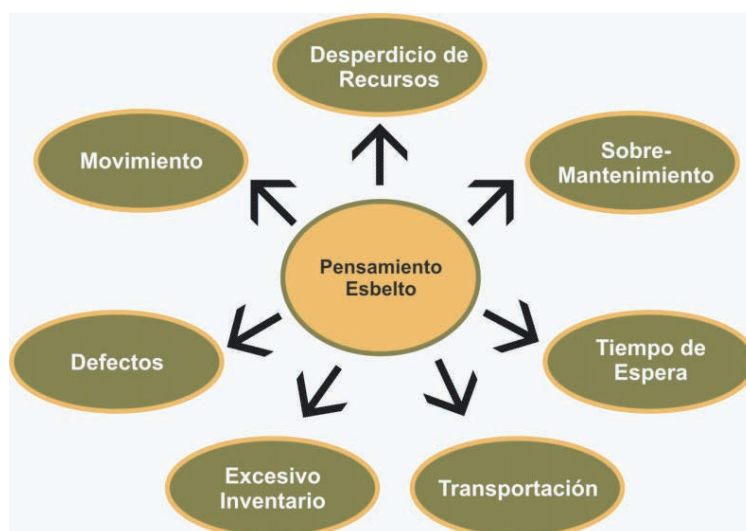 Desperdicio de
Recursos
Movimiento
Sobre-
Mantenimiento
Pensamiento
Esbelto
Defectos
Tiempo de
Espera
Excesivo
Inventario
Transportación